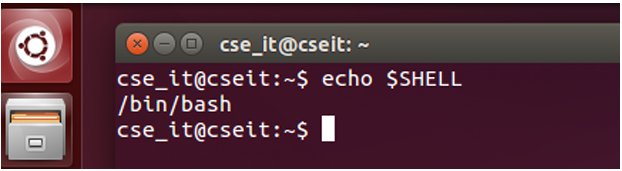 cse_it@cseit: ~
cse_it@cseit:~$ echo $SHELL
/bin/bash
cse_it@cseit:~$